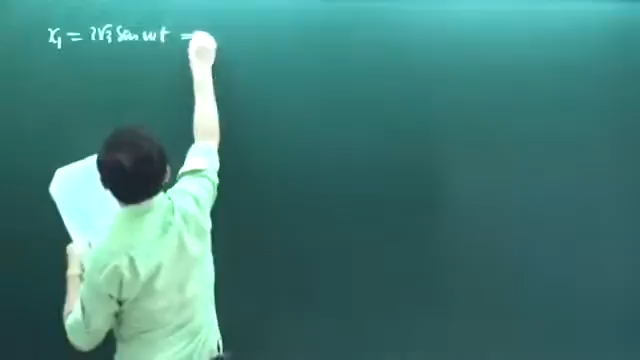 x₁ = 2√3 sin ωt =